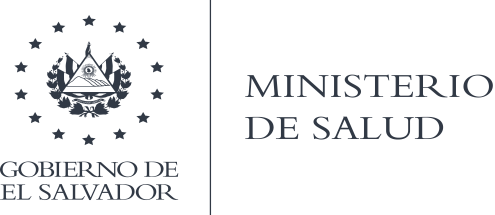 GOBIERNO DE
EL SALVADOR
MINISTERIO
DE SALUD